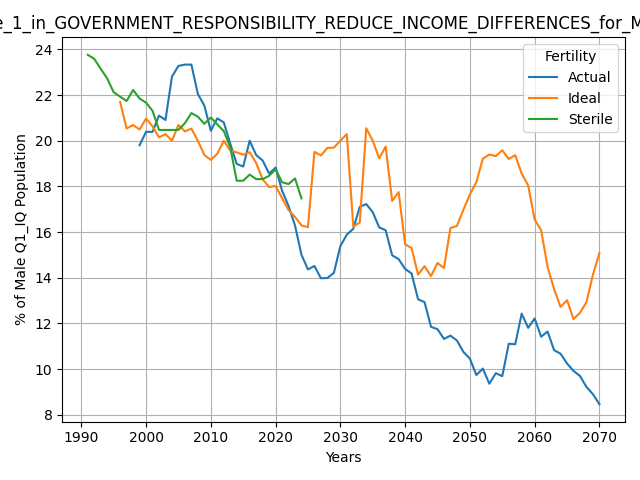 e_1_in_GOVERNMENT_RESPONSIBILITY_REDUCE_INCOME_DIFFERENCES_for_M
24
22
20
18
16
14
12
10
8
% of Male Q1_IQ Population
Fertility
Actual
Ideal
Sterile
1990 2000 2010 2020 2030 2040 2050 2060 2070
Years